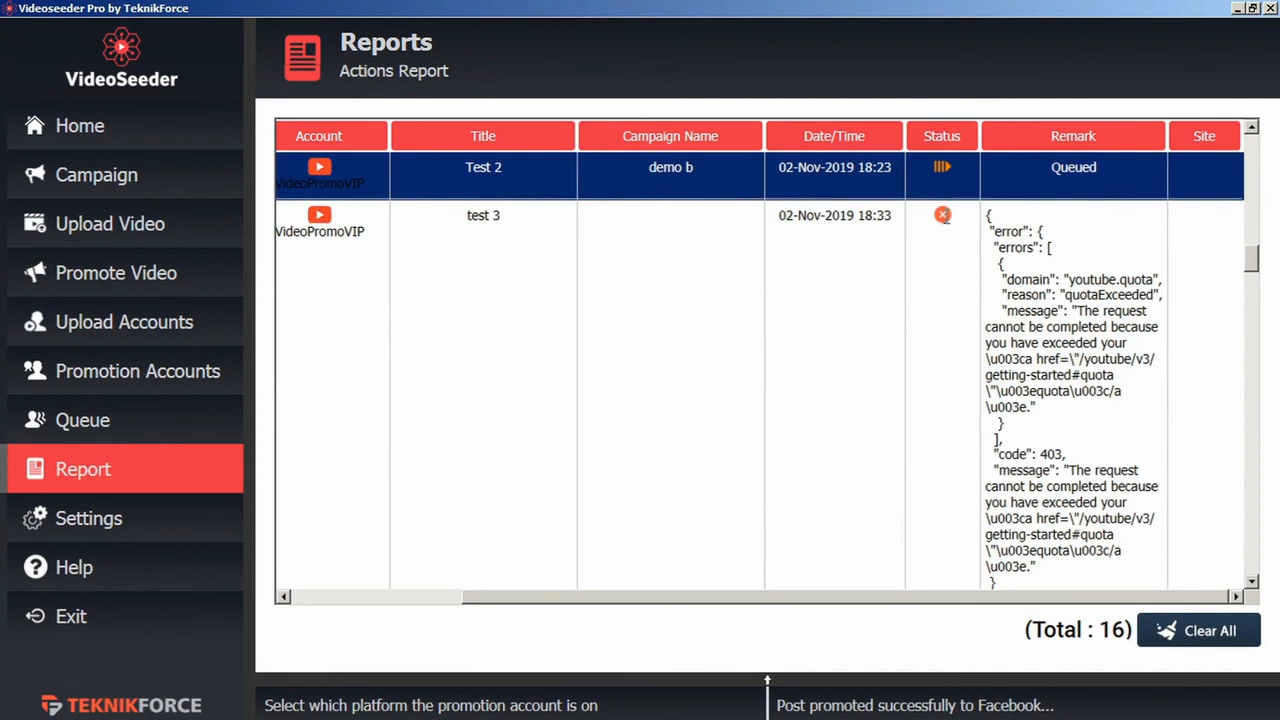 Videoseeder Pro by TeknikForce
VideoSeeder
Home
Campaign
Upload Video
Promote Video
Upload Accounts
Promotion Accounts
Queue
Report
Settings
Help
Exit
TEKNIKFORCE
Reports
Actions Report
Account Title Campaign Name Date/Time Status Remark Site
VideoPromoVIP Test 2 demo b 02-Nov-2019 18:23 Queued
VideoPromoVIP test 3 02-Nov-2019 18:33
{
"error": {
"errors": [
{
"domain": "youtube.quota",
"reason": "quotaExceeded",
"message": "The request
cannot be completed because
you have exceeded your
\u003ca href=\"/youtube/v3/
getting-started#quota
\"\u003equota\u003c/a
\u003e."
}
],
"code": 403,
"message": "The request
cannot be completed because
you have exceeded your
\u003ca href=\"/youtube/v3/
getting-started#quota
\"\u003equota\u003c/a
\u003e."
}
(Total : 16) Clear All
Select which platform the promotion account is on
Post promoted successfully to Facebook...